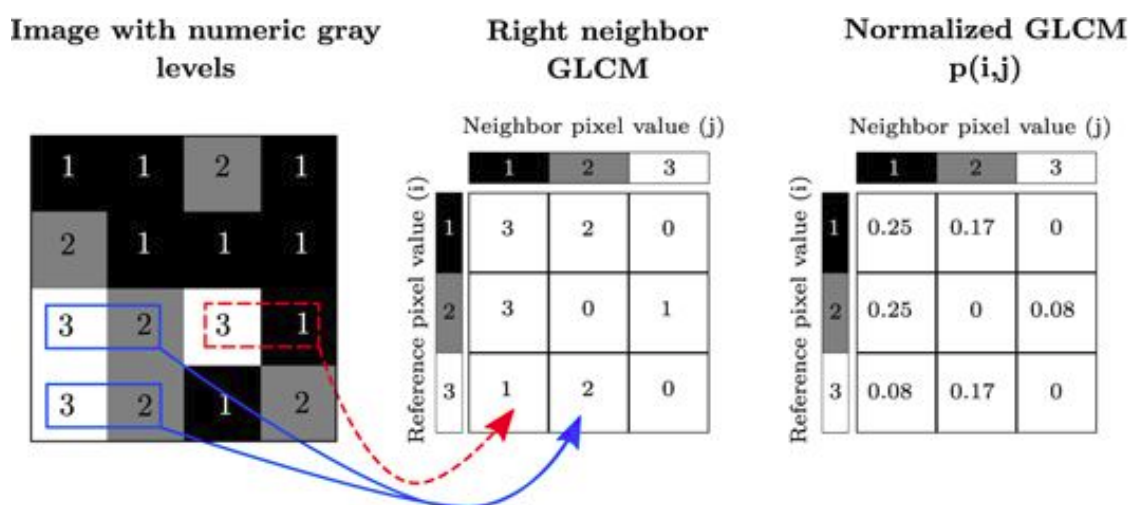 Image with numeric gray
levels
Right neighbor
GLCM
Normalized GLCM
p(i,j)
1 1 2 1
2 1 1 1
3 2 3 1
3 2 1 2
Neighbor pixel value (j)
1 2 3
Reference pixel value (i)
1 3 2 0
2 3 0 1
3 1 2 0
Neighbor pixel value (j)
1 2 3
Reference pixel value (i)
1 0.25 0.17 0
2 0.25 0 0.08
3 0.08 0.17 0